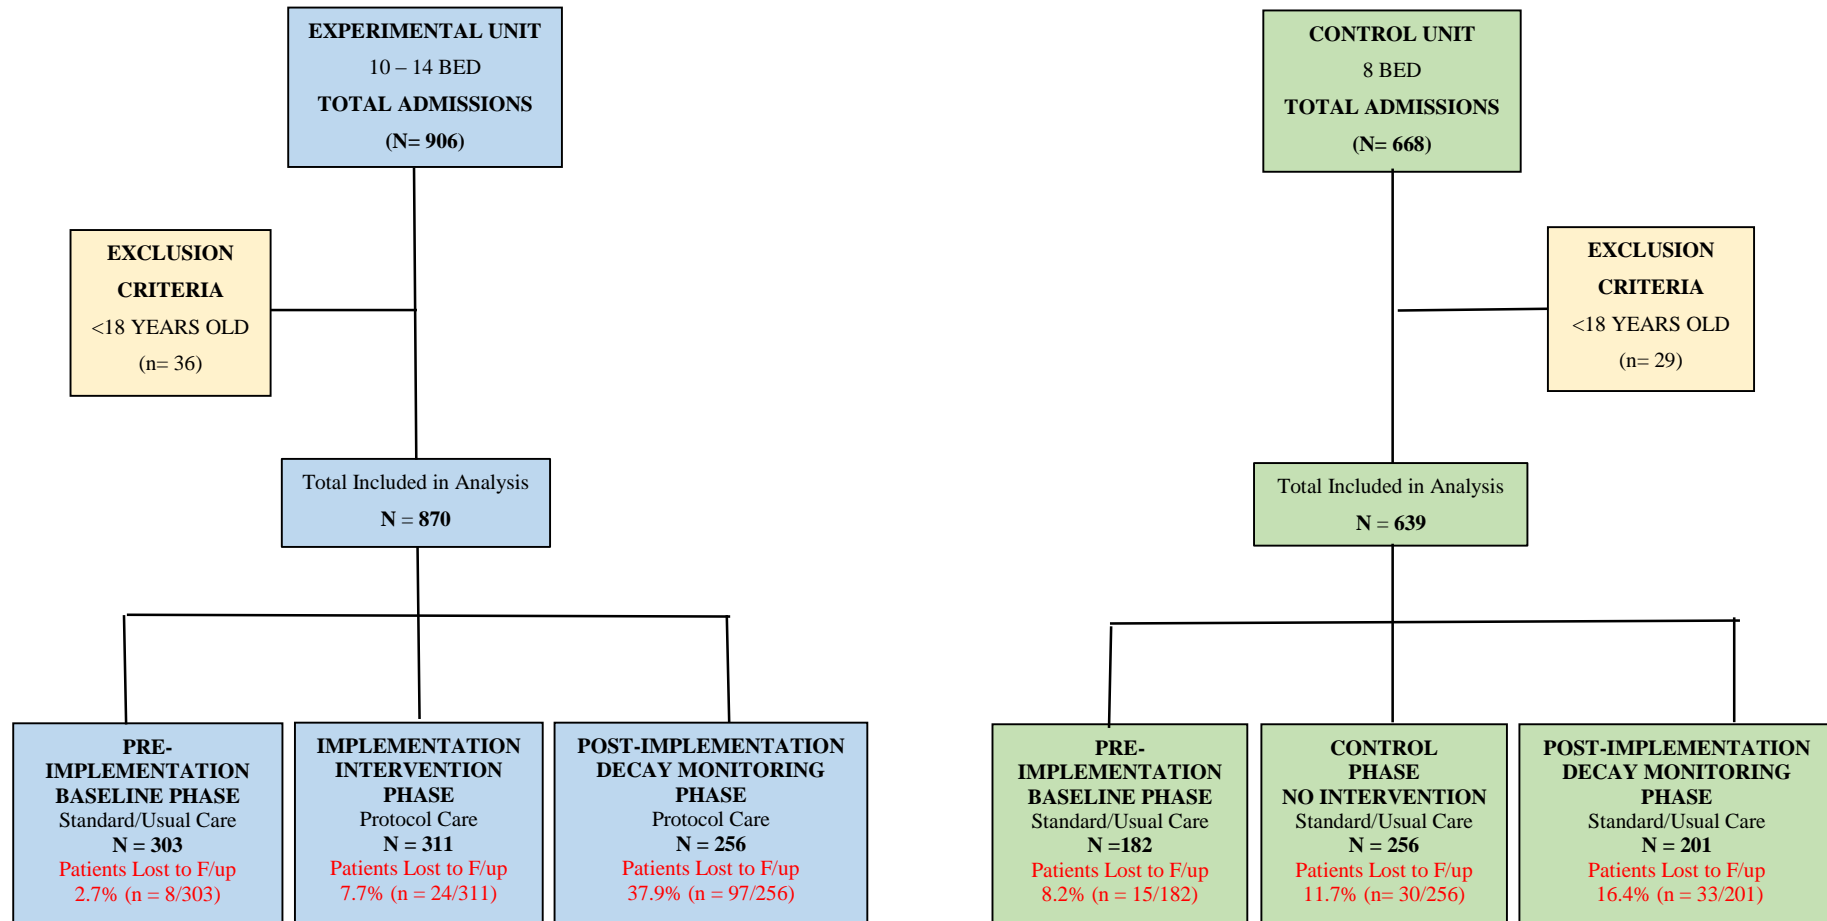 EXPERIMENTAL UNIT
10 – 14 BED
TOTAL ADMISSIONS
(N= 906)
CONTROL UNIT
8 BED
TOTAL ADMISSIONS
(N= 668)
EXCLUSION
CRITERIA
<18 YEARS OLD
(n= 36)
EXCLUSION
CRITERIA
<18 YEARS OLD
(n= 29)
Total Included in Analysis
N = 870
Total Included in Analysis
N = 639
PRE-
IMPLEMENTATION
BASELINE PHASE
Standard/Usual Care
N = 303
Patients Lost to F/up
2.7% (n = 8/303)
IMPLEMENTATION
INTERVENTION
PHASE
Protocol Care
N = 311
Patients Lost to F/up
7.7% (n = 24/311)
POST-IMPLEMENTATION
DECAY MONITORING
PHASE
Protocol Care
N = 256
Patients Lost to F/up
37.9% (n = 97/256)
PRE-
IMPLEMENTATION
BASELINE PHASE
Standard/Usual Care
N =182
Patients Lost to F/up
8.2% (n = 15/182)
CONTROL
PHASE
NO INTERVENTION
Standard/Usual Care
N = 256
Patients Lost to F/up
11.7% (n= 30/256)
POST-IMPLEMENTATION
DECAY MONITORING
PHASE
Standard/Usual Care
N = 201
Patients Lost to F/up
16.4% (n = 33/201)